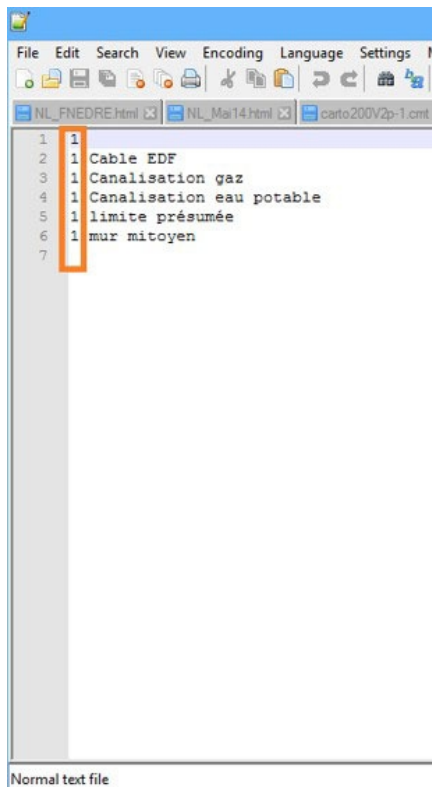 File Edit Search View Encoding Language Settings
NL_FNEDRE.html NL_Mai14.html carto200V2p-1.cmt
1 1
2 1 Cable EDF
3 1 Canalisation gaz
4 1 Canalisation eau potable
5 1 limite présumée
6 1 mur mitoyen
7
Normal text file